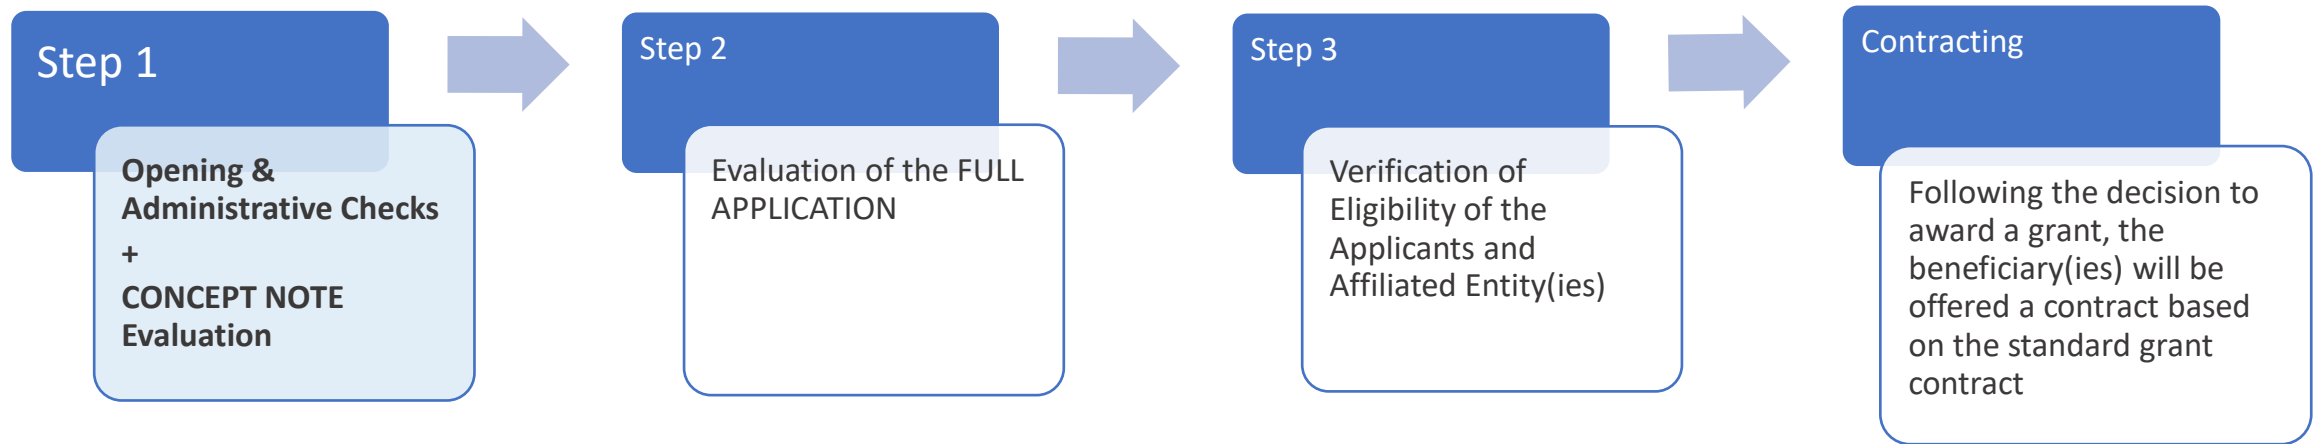 Step 1
Opening &
Administrative Checks
+
CONCEPT NOTE
Evaluation
Step 2
Evaluation of the FULL
APPLICATION
Step 3
Verification of
Eligibility of the
Applicants and
Affiliated Entity(ies)
Contracting
Following the decision to
award a grant, the
beneficiary(ies) will be
offered a contract based
on the standard grant
contract